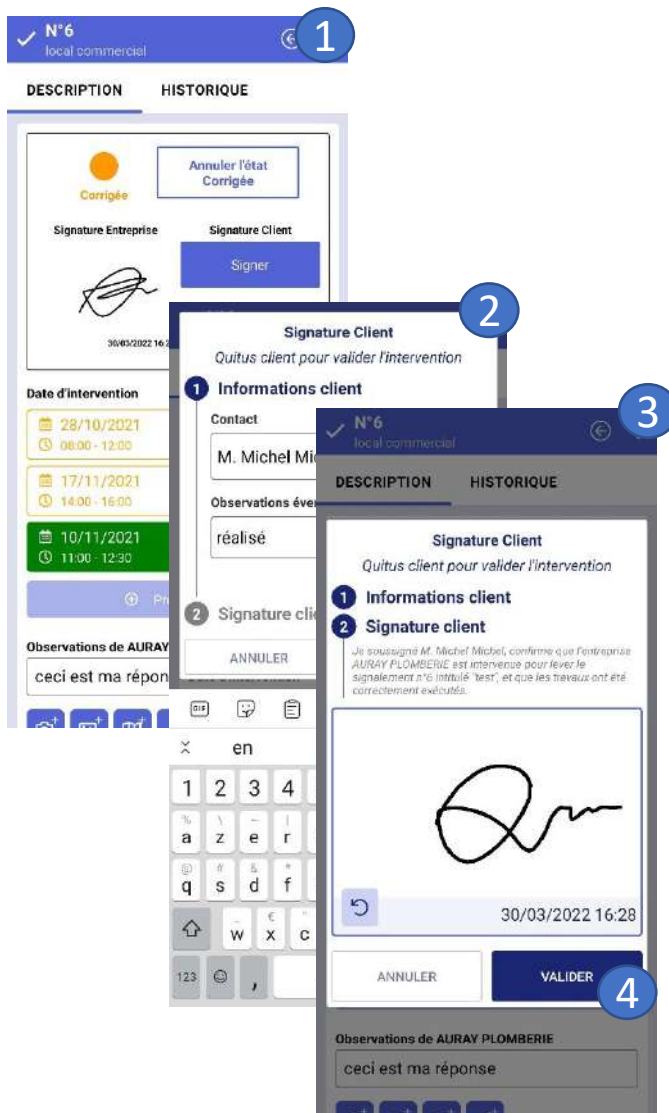 N°6
local commercial
1
DESCRIPTION HISTORIQUE
Corrigée
Annuler l'état
Corrigée
Signature Entreprise Signature Client
Signer
30/03/2022 16:2
Date d'intervention
28/10/2021
08:00 - 12:00
17/11/2021
14:00 - 16:00
10/11/2021
11:00 - 12:30
Observations de AURAY
ceci est ma répon
2
Signature Client
Quitus client pour valider l'intervention
1 Informations client
Contact
M. Michel Mi
Observations éve
réalisé
2 Signature clie
ANNULER
GIF
en
1 2 3 4
a z e r
q s d f
w x c
123 ,
3
N°6
local commercial
DESCRIPTION HISTORIQUE
Signature Client
Quitus client pour valider l'intervention
1 Informations client
2 Signature client
Je soussigné M. Michel Michel, confirme que l'entreprise
AURAY PLOMBERIE est intervenue pour lever le
signalement n°6 intitulé "test", et que les travaux ont été
correctement exécutés.
30/03/2022 16:28
ANNULER VALIDER
4
Observations de AURAY PLOMBERIE
ceci est ma réponse